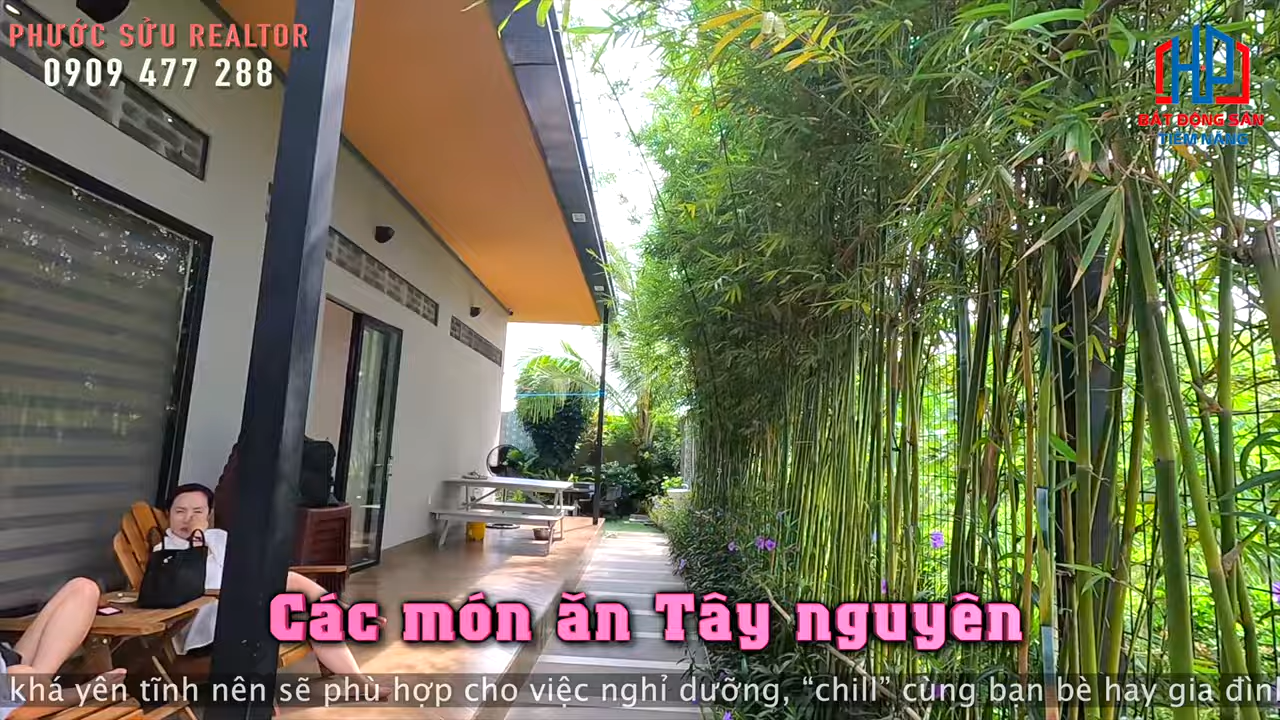 PHƯỚC SỬU REALTOR
0909 477 288
HP
BẤT ĐỘNG SẢN
TIỀM NĂNG
Các món ăn Tây nguyên
khá yên tĩnh nên sẽ phù hợp cho việc nghỉ dưỡng, “chill” cùng bạn bè hay gia đìn